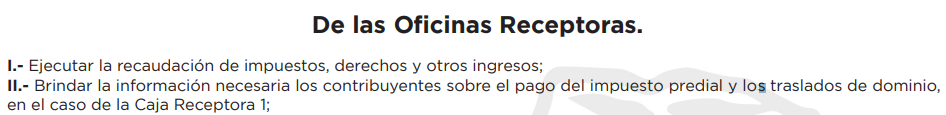 De las Oficinas Receptoras.
I.- Ejecutar la recaudación de impuestos, derechos y otros ingresos;
II.- Brindar la información necesaria los contribuyentes sobre el pago del impuesto predial y los traslados de dominio,
en el caso de la Caja Receptora 1;